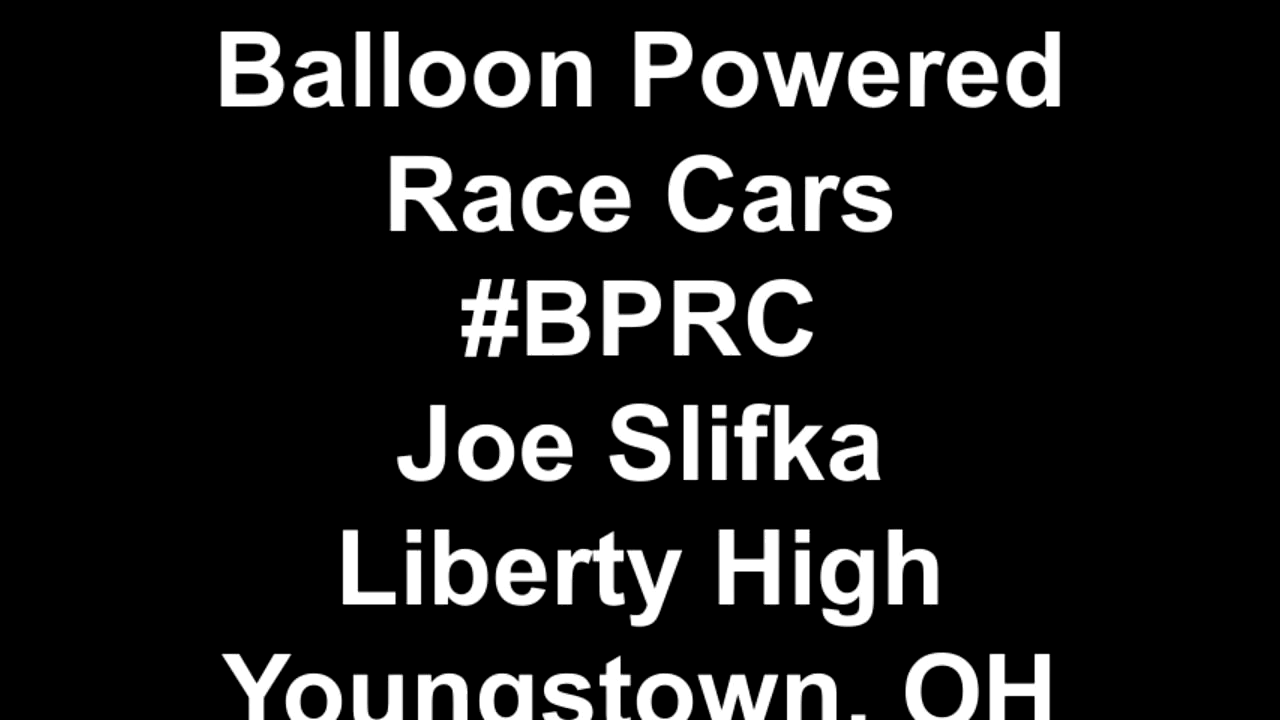 Balloon Powered
Race Cars
#BPRC
Joe Slifka
Liberty High
Youngstown, OH